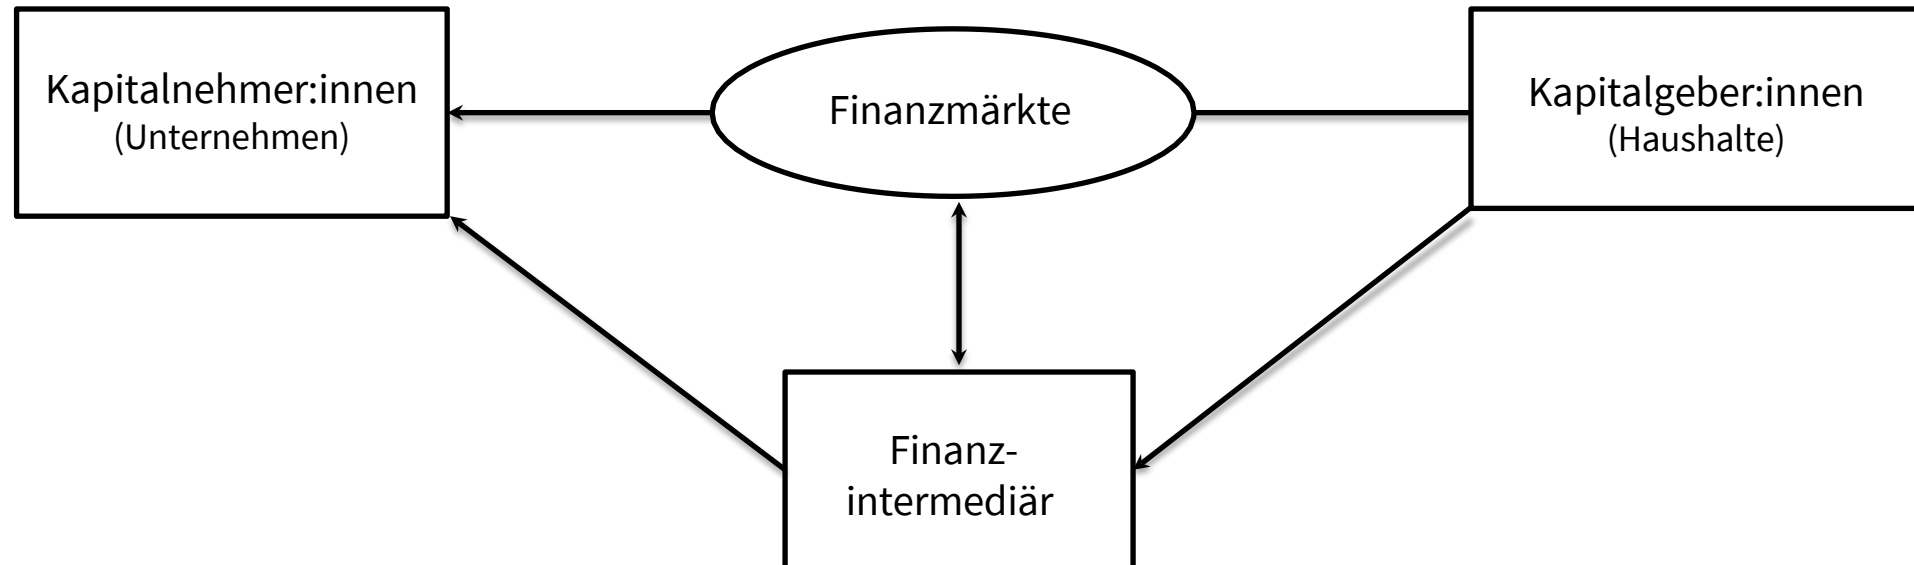 Kapitalnehmer:innen
(Unternehmen)
Finanzmärkte
Kapitalgeber:innen
(Haushalte)
Finanz-
intermediär